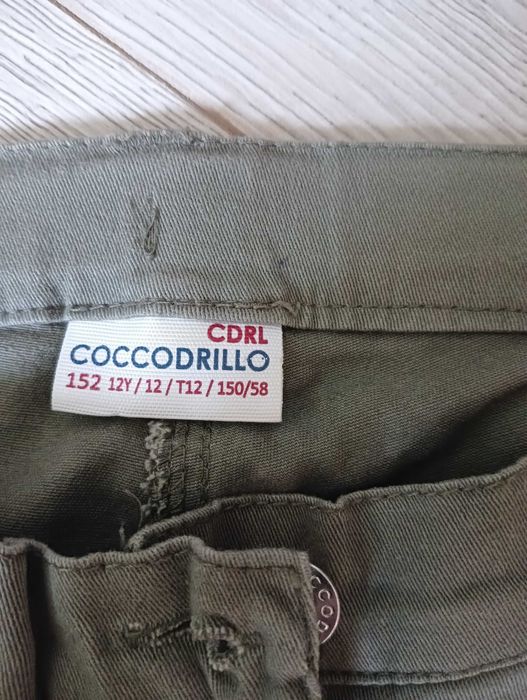 CDRL
COCCODRILLO
152 12Y / 12 / T12 / 150/58